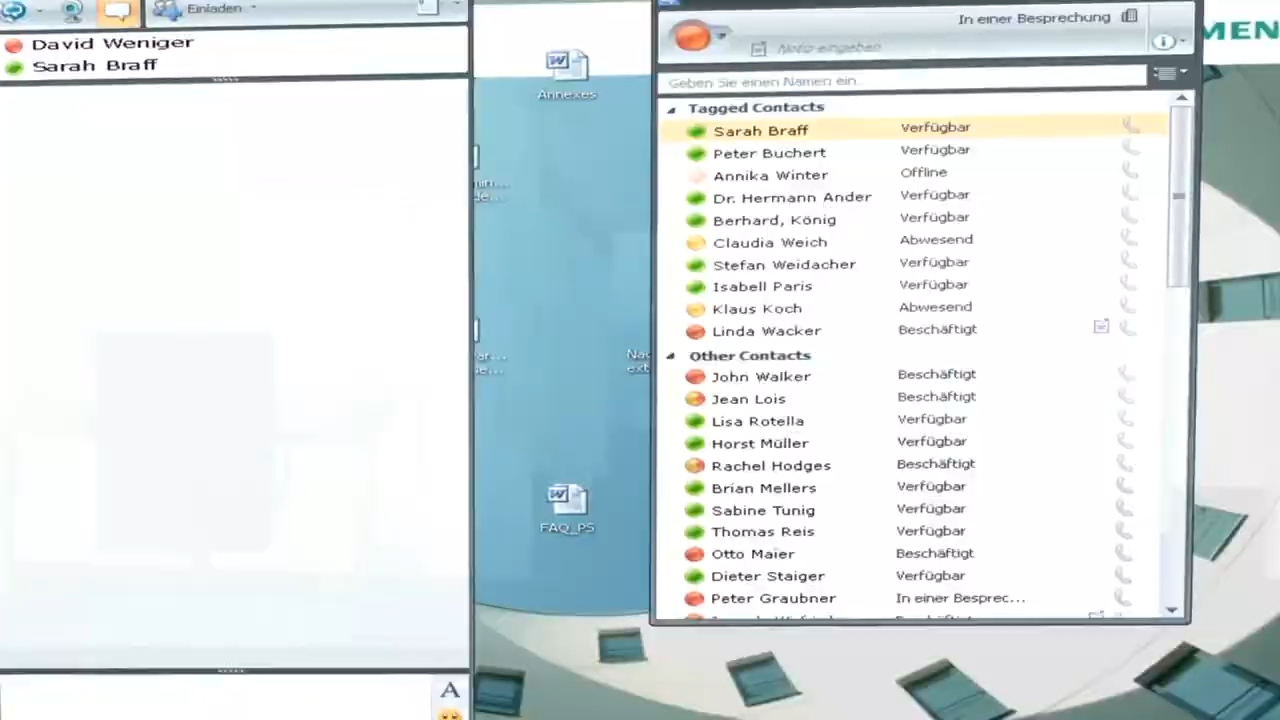 Einladen
David Weniger
Sarah Braff
Annexes
FAQ_PS
In einer Besprechung
Notiz eingeben
Geben Sie einen Namen ein...
Tagged Contacts
Sarah Braff Verfügbar
Peter Buchert Verfügbar
Annika Winter Offline
Dr. Hermann Ander Verfügbar
Berhard, König Verfügbar
Claudia Weich Abwesend
Stefan Weidacher Verfügbar
Isabell Paris Verfügbar
Klaus Koch Abwesend
Linda Wacker Beschäftigt
Other Contacts
John Walker Beschäftigt
Jean Lois Beschäftigt
Lisa Rotella Verfügbar
Horst Müller Verfügbar
Rachel Hodges Beschäftigt
Brian Mellers Verfügbar
Sabine Tunig Verfügbar
Thomas Reis Verfügbar
Otto Maier Beschäftigt
Dieter Staiger Verfügbar
Peter Graubner In einer Besprec...
MEN
A